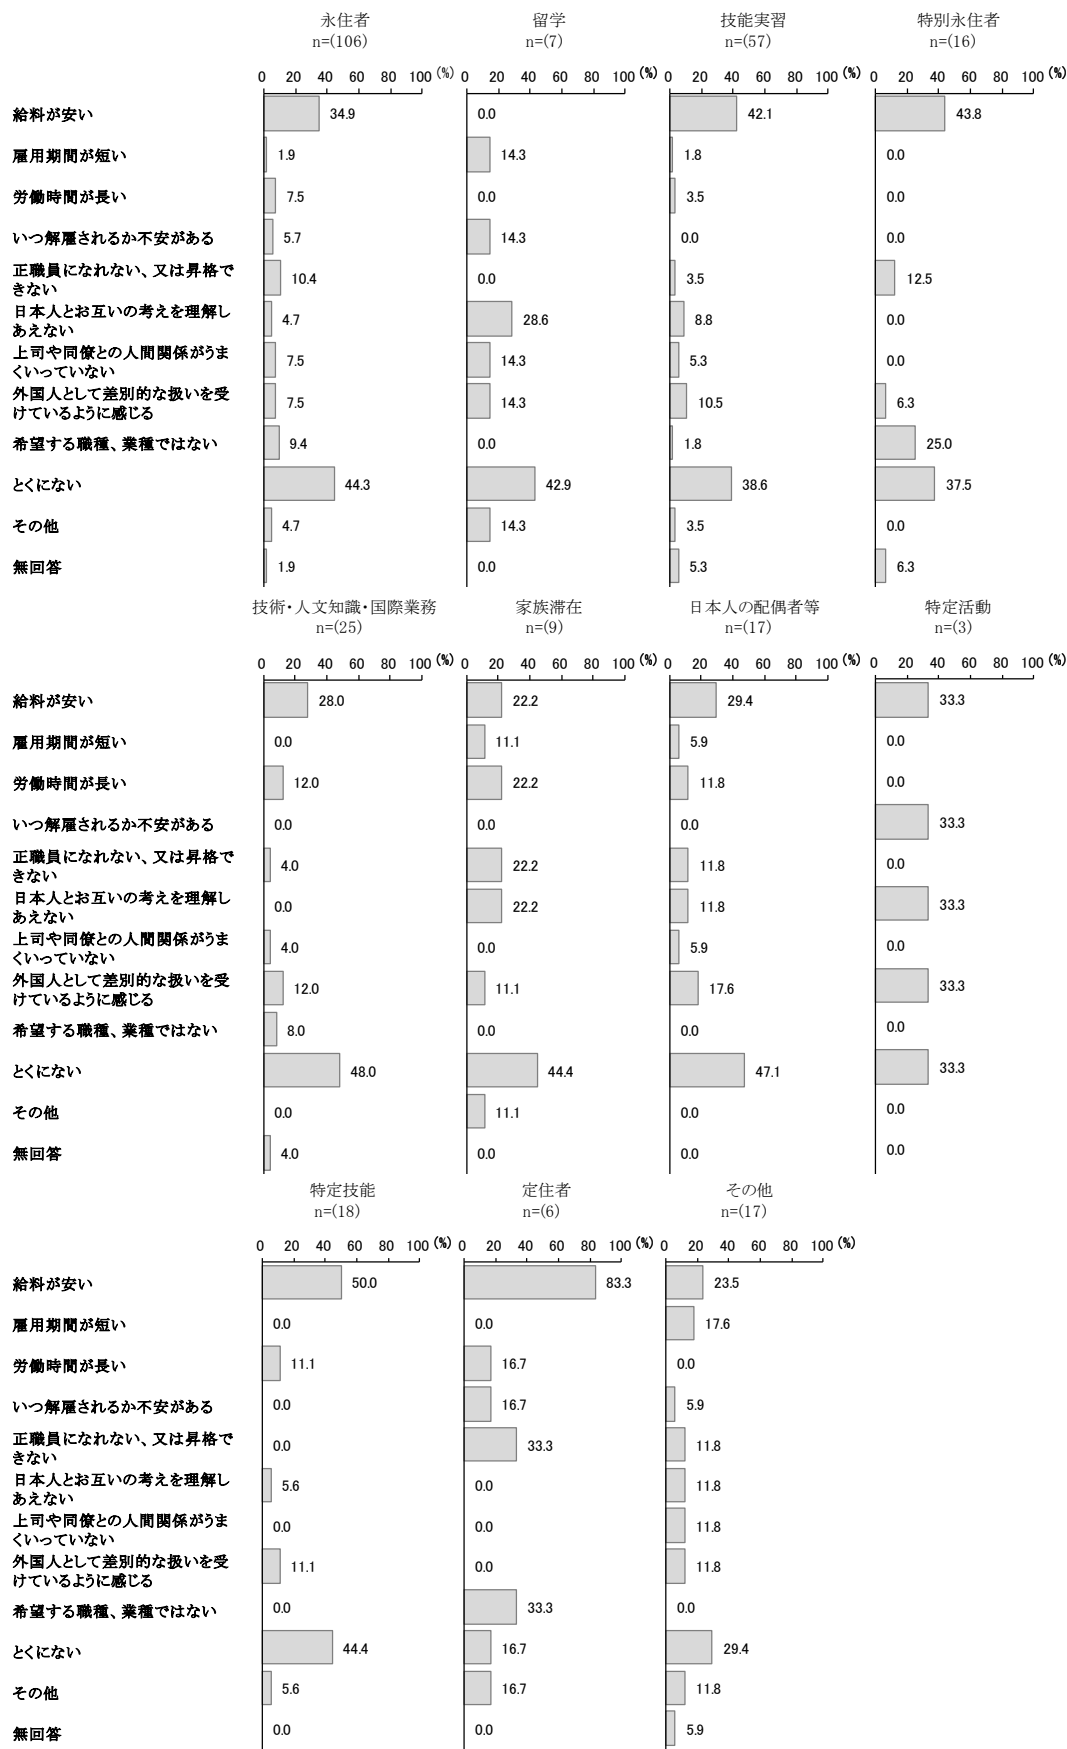 永住者 留学 技能実習 特別永住者
n=(106) n=(7) n=(57) n=(16)
0 20 40 60 80 100 (%) 0 20 40 60 80 100 (%) 0 20 40 60 80 100 (%) 0 20 40 60 80 100 (%)
給料が安い 34.9 0.0 42.1 43.8
雇用期間が短い 1.9 14.3 1.8 0.0
労働時間が長い 7.5 0.0 3.5 0.0
いつ解雇されるか不安がある 5.7 14.3 0.0 0.0
正職員になれない、又は昇格で
きない 10.4 0.0 3.5 12.5
日本人とお互いの考えを理解し
あえない 4.7 28.6 8.8 0.0
上司や同僚との人間関係がうま
くいっていない 7.5 14.3 5.3 0.0
外国人として差別的な扱いを受
けているように感じる 7.5 14.3 10.5 6.3
希望する職種、業種ではない 9.4 0.0 1.8 25.0
とくにない 44.3 42.9 38.6 37.5
その他 4.7 14.3 3.5 0.0
無回答 1.9 0.0 5.3 6.3
技術・人文知識・国際業務 家族滞在 日本人の配偶者等 特定活動
n=(25) n=(9) n=(17) n=(3)
0 20 40 60 80 100 (%) 0 20 40 60 80 100 (%) 0 20 40 60 80 100 (%) 0 20 40 60 80 100 (%)
給料が安い 28.0 22.2 29.4 33.3
雇用期間が短い 0.0 11.1 5.9 0.0
労働時間が長い 12.0 22.2 11.8 0.0
いつ解雇されるか不安がある 0.0 0.0 0.0 33.3
正職員になれない、又は昇格で
きない 4.0 22.2 11.8 0.0
日本人とお互いの考えを理解し
あえない 0.0 22.2 11.8 33.3
上司や同僚との人間関係がうま
くいっていない 4.0 0.0 5.9 0.0
外国人として差別的な扱いを受
けているように感じる 12.0 11.1 17.6 33.3
希望する職種、業種ではない 8.0 0.0 0.0 0.0
とくにない 48.0 44.4 47.1 33.3
その他 0.0 11.1 0.0 0.0
無回答 4.0 0.0 0.0 0.0
特定技能 定住者 その他
n=(18) n=(6) n=(17)
0 20 40 60 80 100 (%) 0 20 40 60 80 100 (%) 0 20 40 60 80 100 (%)
給料が安い 50.0 83.3 23.5
雇用期間が短い 0.0 0.0 17.6
労働時間が長い 11.1 16.7 0.0
いつ解雇されるか不安がある 0.0 16.7 5.9
正職員になれない、又は昇格で
きない 0.0 33.3 11.8
日本人とお互いの考えを理解し
あえない 5.6 0.0 11.8
上司や同僚との人間関係がうま
くいっていない 0.0 0.0 11.8
外国人として差別的な扱いを受
けているように感じる 11.1 0.0 11.8
希望する職種、業種ではない 0.0 33.3 0.0
とくにない 44.4 16.7 29.4
その他 5.6 16.7 11.8
無回答 0.0 0.0 5.9